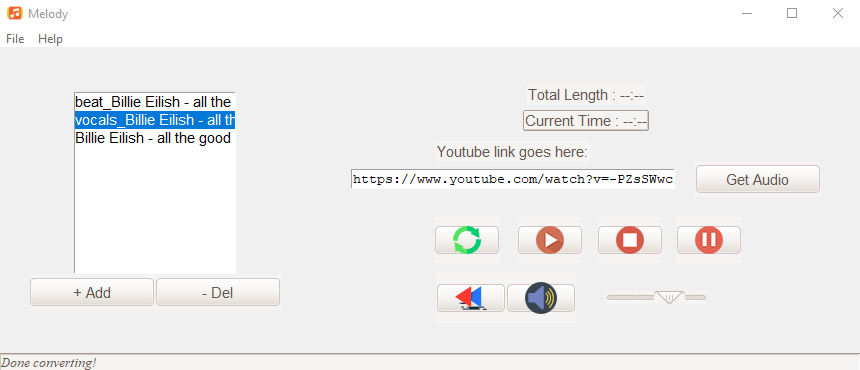 Melody
File Help
beat_Billie Eilish - all the
vocals_Billie Eilish - all th
Billie Eilish - all the good
+ Add
- Del
Total Length : --:--
Current Time : --:--
Youtube link goes here:
https://www.youtube.com/watch?v=-PZsSWwc
Get Audio
Done converting!